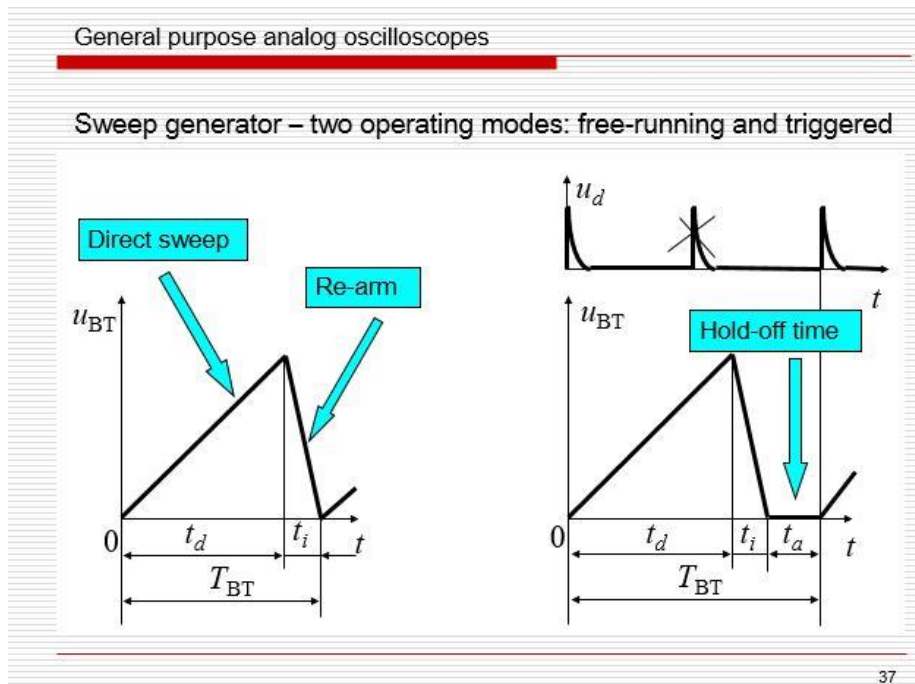 General purpose analog oscilloscopes
Sweep generator – two operating modes: free-running and triggered
Direct sweep
Re-arm
u_BT
0
t_d
t_i
t
T_BT
u_d
t
u_BT
Hold-off time
0
t_d
t_i
t_a
t
T_BT
37